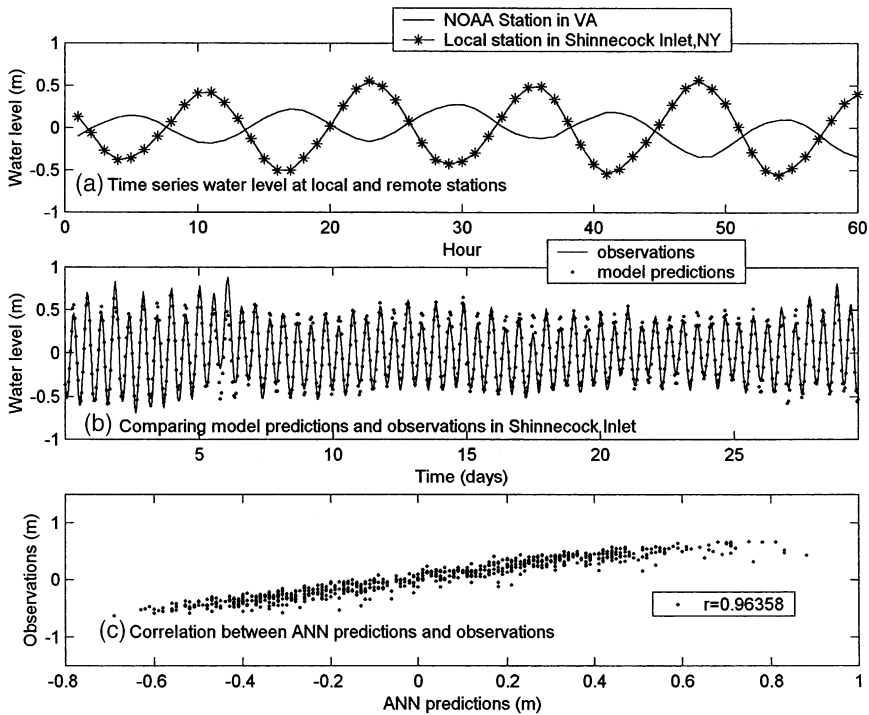 NOAA Station in VA
Local station in Shinnecock Inlet,NY
Water level (m)
1
0.5
0
-0.5
-1
(a) Time series water level at local and remote stations
0 10 20 30 40 50 60
Hour
observations
model predictions
Water level (m)
1
0.5
0
-0.5
-1
(b) Comparing model predictions and observations in Shinnecock Inlet
5 10 15 20 25
Time (days)
Observations (m)
1
0
-1
r=0.96358
(c) Correlation between ANN predictions and observations
-0.8 -0.6 -0.4 -0.2 0 0.2 0.4 0.6 0.8 1
ANN predictions (m)